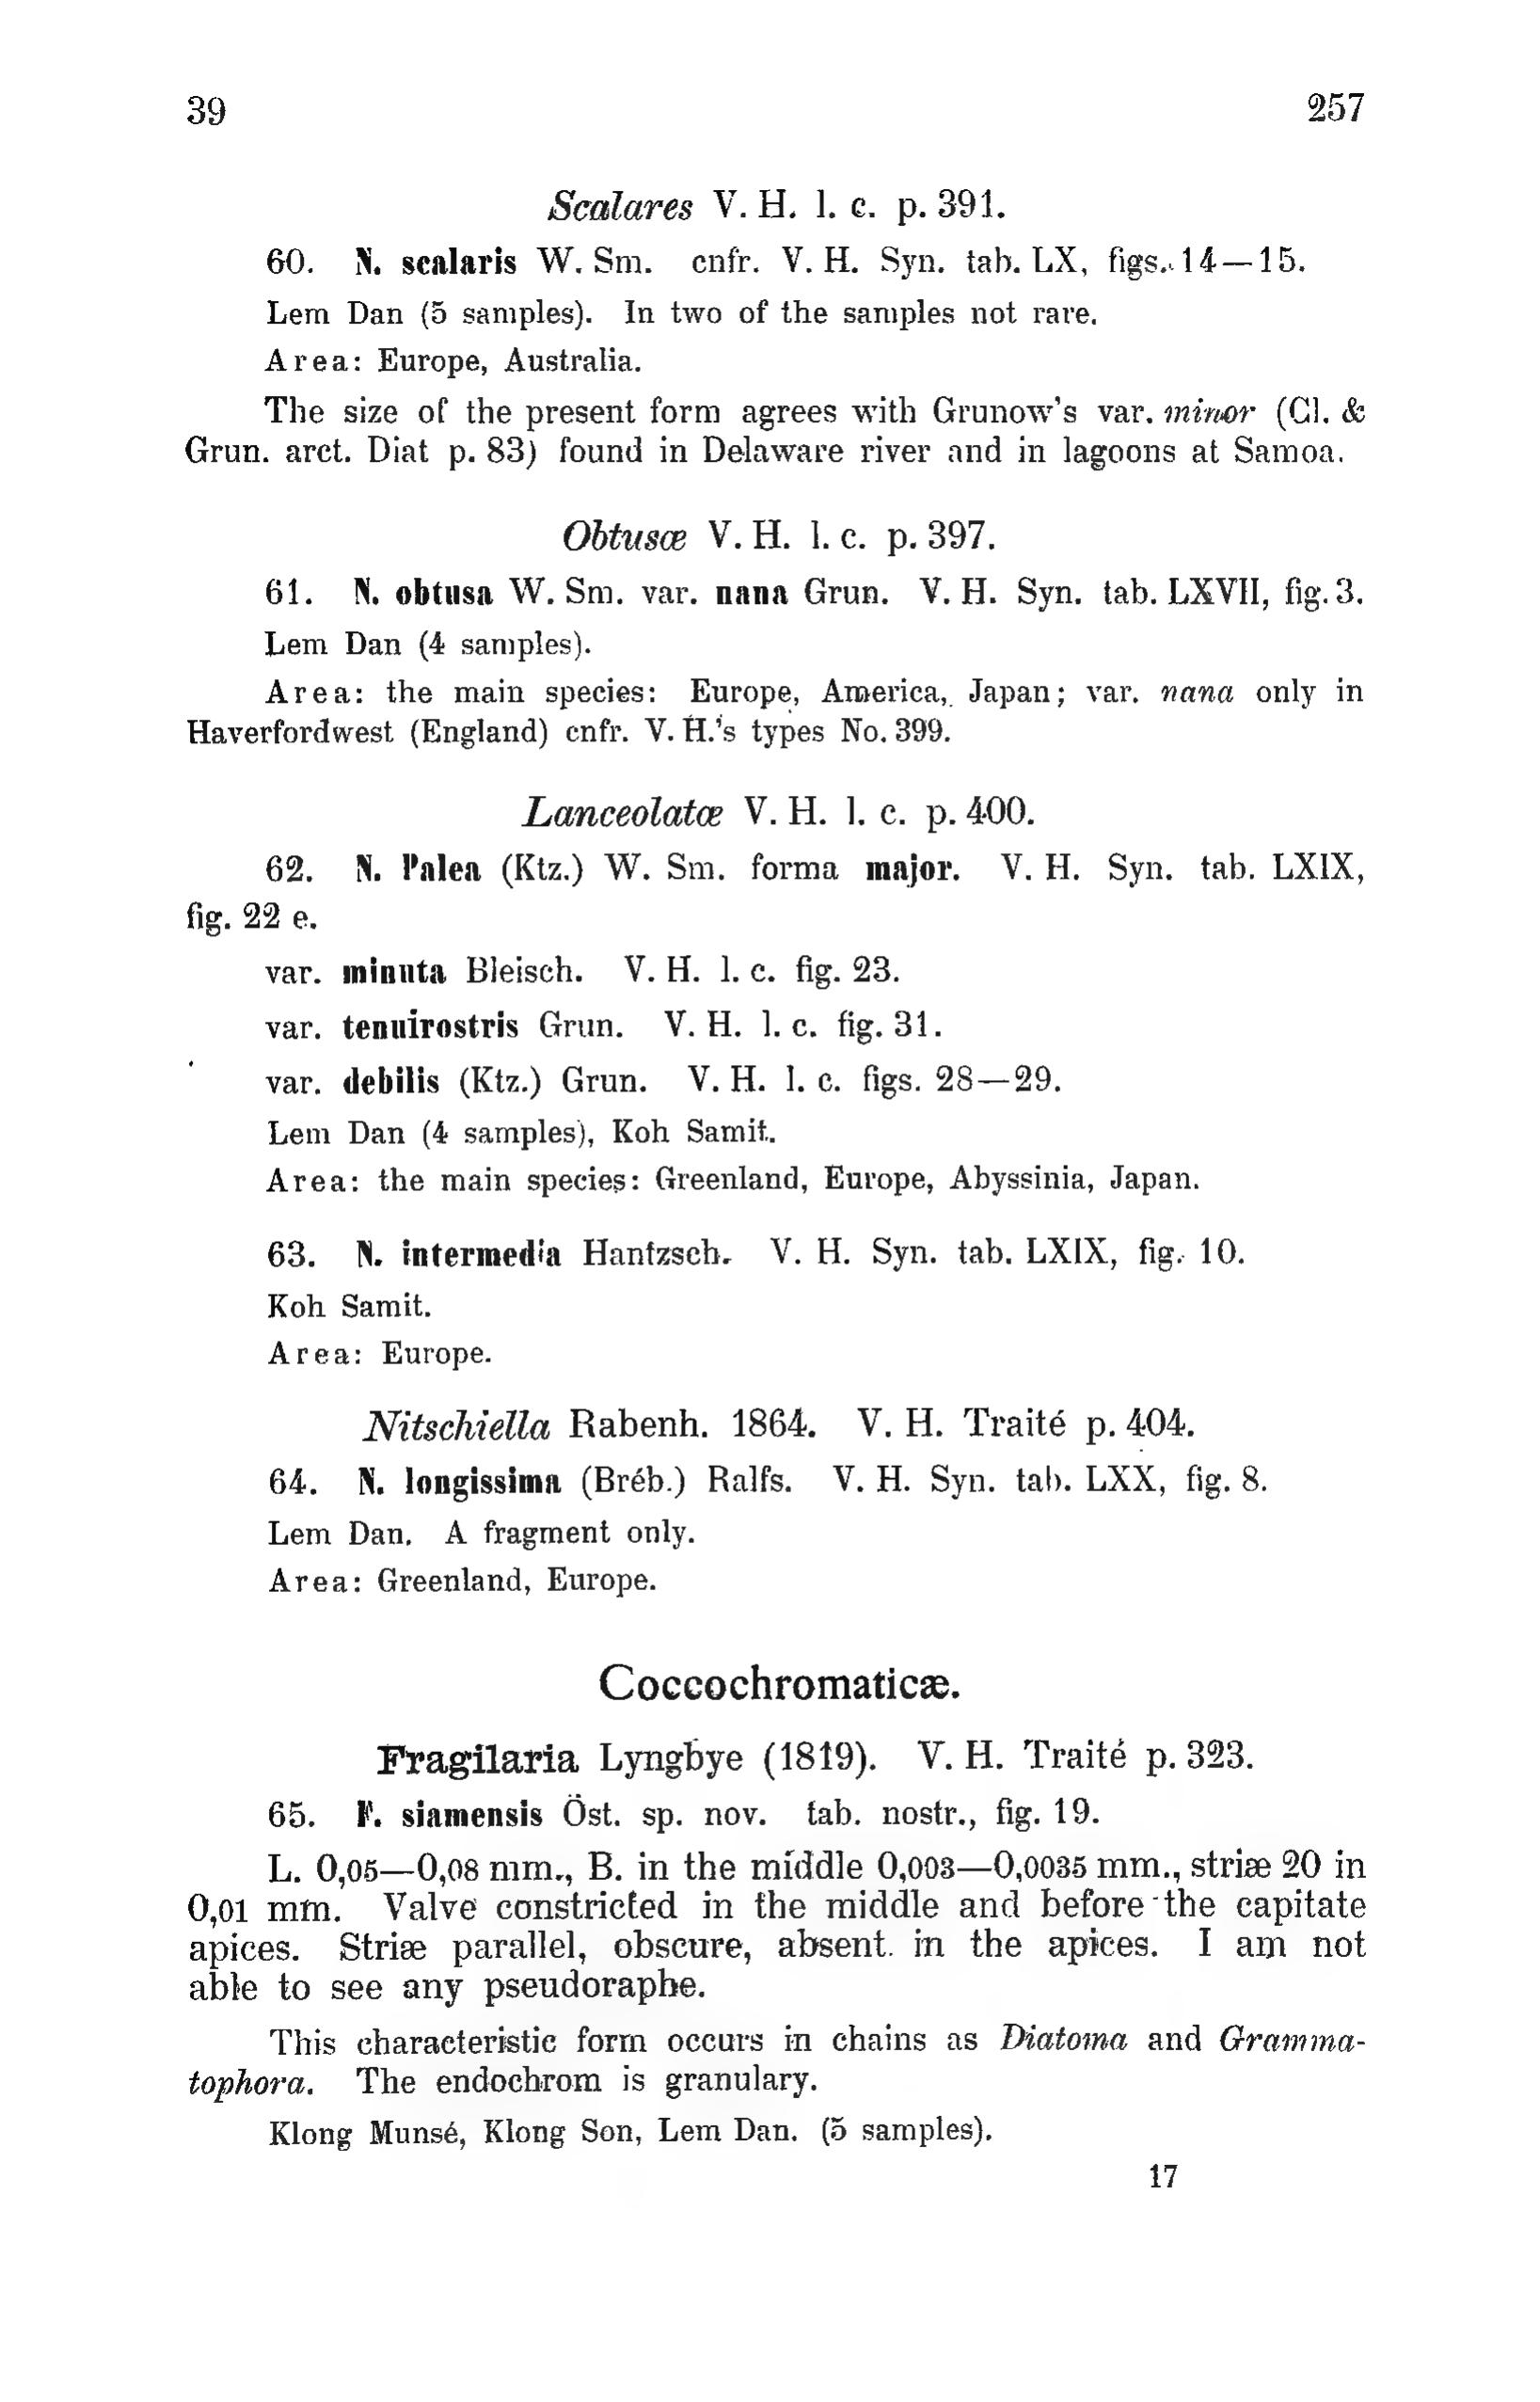 39 257
Scalares V. H. l. c. p. 391.
60. N. scalaris W. Sm. cnfr. V. H. Syn. tab. LX, figs. 14—15.
Lem Dan (5 samples). In two of the samples not rare.
Area: Europe, Australia.
The size of the present form agrees with Grunow's var. minor (Cl. &
Grun. arct. Diat p. 83) found in Delaware river and in lagoons at Samoa.
Obtusæ V. H. l. c. p. 397.
61. N. obtusa W. Sm. var. nana Grun. V. H. Syn. tab. LXVII, fig. 3.
Lem Dan (4 samples).
Area: the main species: Europe, America, Japan; var. nana only in
Haverfordwest (England) cnfr. V. H.'s types No. 399.
Lanceolatæ V. H. l. c. p. 400.
62. N. Palea (Ktz.) W. Sm. forma major. V. H. Syn. tab. LXIX,
fig. 22 e.
var. minuta Bleisch. V. H. l. c. fig. 23.
var. tenuirostris Grun. V. H. l. c. fig. 31.
var. debilis (Ktz.) Grun. V. H. l. c. figs. 28—29.
Lem Dan (4 samples), Koh Samit.
Area: the main species: Greenland, Europe, Abyssinia, Japan.
63. N. intermedia Hantzsch. V. H. Syn. tab. LXIX, fig. 10.
Koh Samit.
Area: Europe.
Nitschiella Rabenh. 1864. V. H. Traité p. 404.
64. N. longissima (Bréb.) Ralfs. V. H. Syn. tab. LXX, fig. 8.
Lem Dan. A fragment only.
Area: Greenland, Europe.
Coccochromaticæ.
Fragilaria Lyngbye (1819). V. H. Traité p. 323.
65. F. siamensis Öst. sp. nov. tab. nostr., fig. 19.
L. 0,05—0,08 mm., B. in the middle 0,003—0,0035 mm., striæ 20 in
0,01 mm. Valve constricted in the middle and before the capitate
apices. Striæ parallel, obscure, absent in the apices. I am not
able to see any pseudoraphe.
This characteristic form occurs in chains as Diatoma and Gramma-
tophora. The endochrom is granulary.
Klong Munsé, Klong Son, Lem Dan. (5 samples).
17